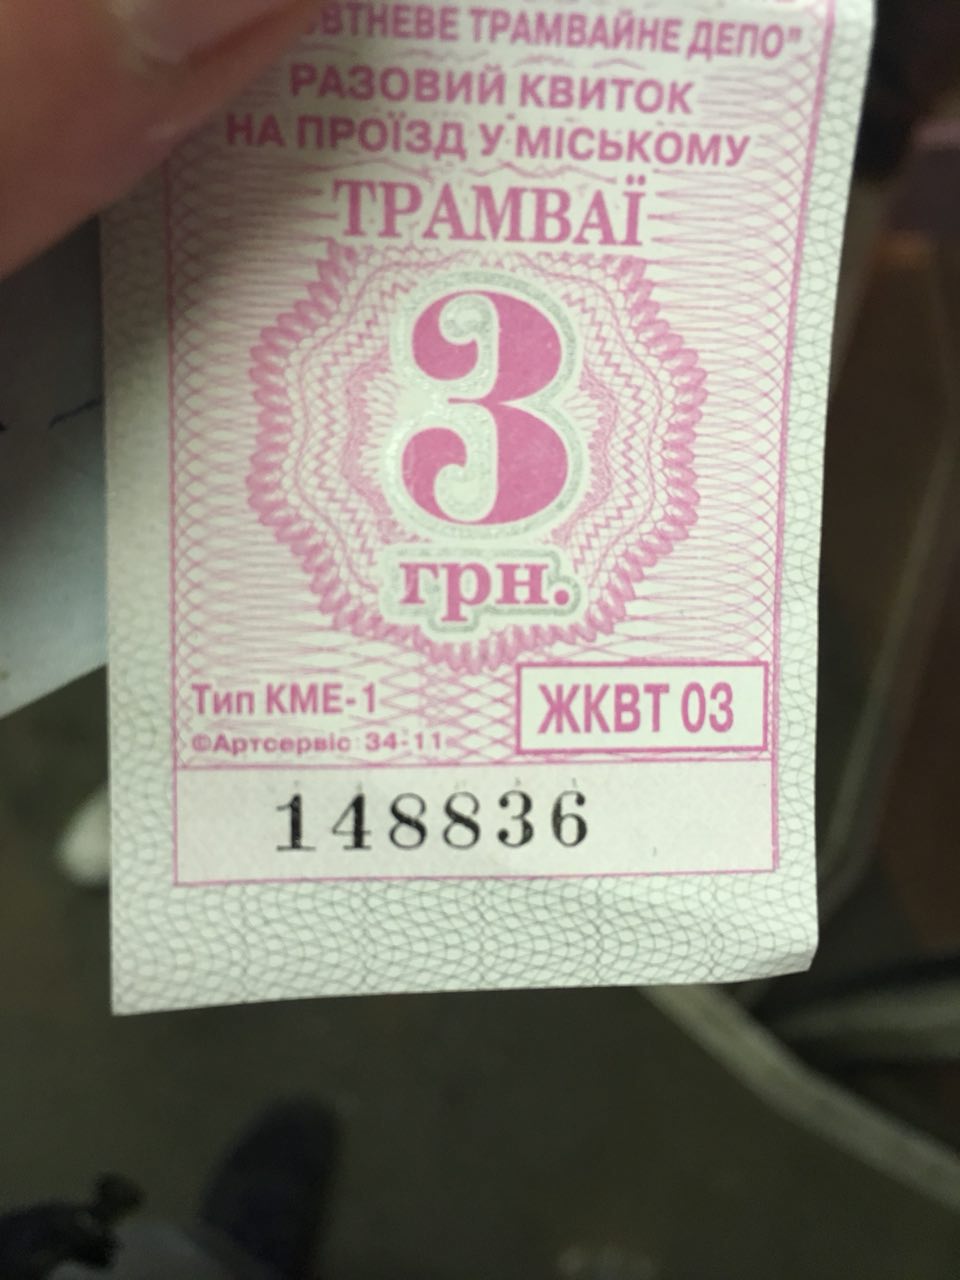 ТРАМВАЙНЕ ДЕПО"
РАЗОВИЙ КВИТОК
НА ПРОЇЗД У МІСЬКОМУ
ТРАМВАЇ
3
грн.
Тип КМЕ-1
ЖКВТ 03
©Артсервіс 34-11
148836